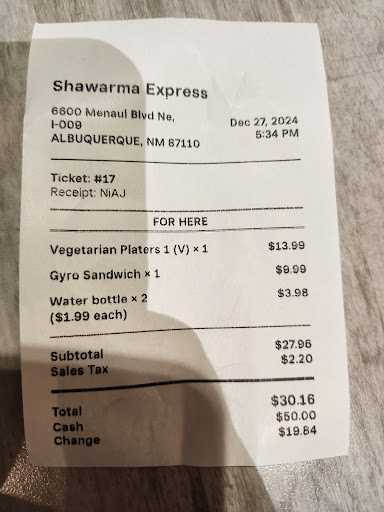 Shawarma Express
6600 Menaul Blvd Ne,
I-009
ALBUQUERQUE, NM 87110
Dec 27, 2024
5:34 PM
Ticket: #17
Receipt: NiAJ
FOR HERE
Vegetarian Platers 1 (V) × 1 $13.99
Gyro Sandwich × 1 $9.99
Water bottle × 2 $3.98
($1.99 each)
Subtotal $27.96
Sales Tax $2.20
Total $30.16
Cash $50.00
Change $19.84